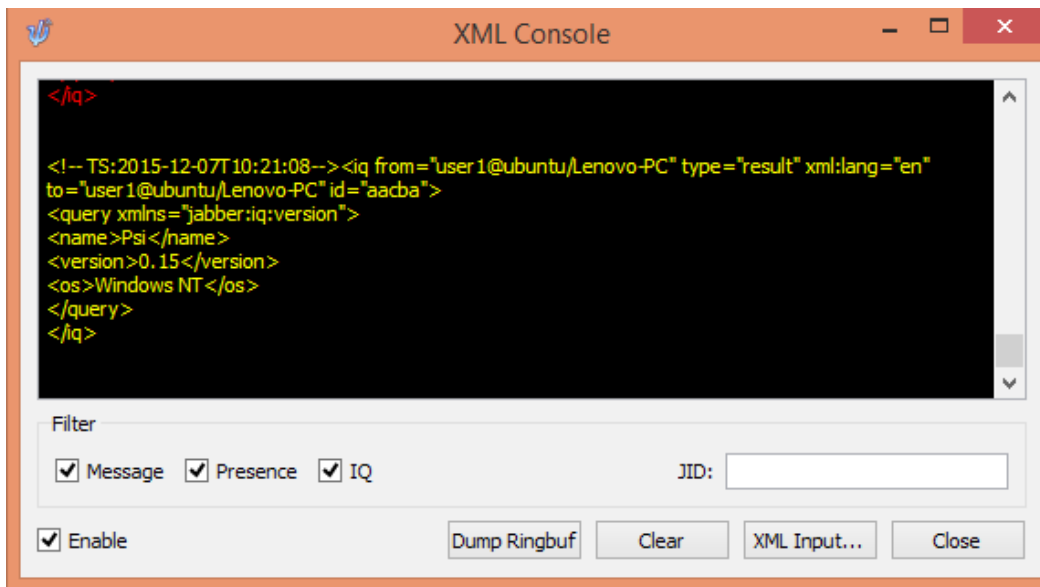 XML Console
</iq>
<!-- TS:2015-12-07T10:21:08--><iq from="user1@ubuntu/Lenovo-PC" type="result" xml:lang="en"
to="user1@ubuntu/Lenovo-PC" id="aacba">
<query xmlns="jabber:iq:version">
<name>Psi</name>
<version>0.15</version>
<os>Windows NT</os>
</query>
</iq>
Filter
Message Presence IQ JID:
Enable Dump Ringbuf Clear XML Input... Close